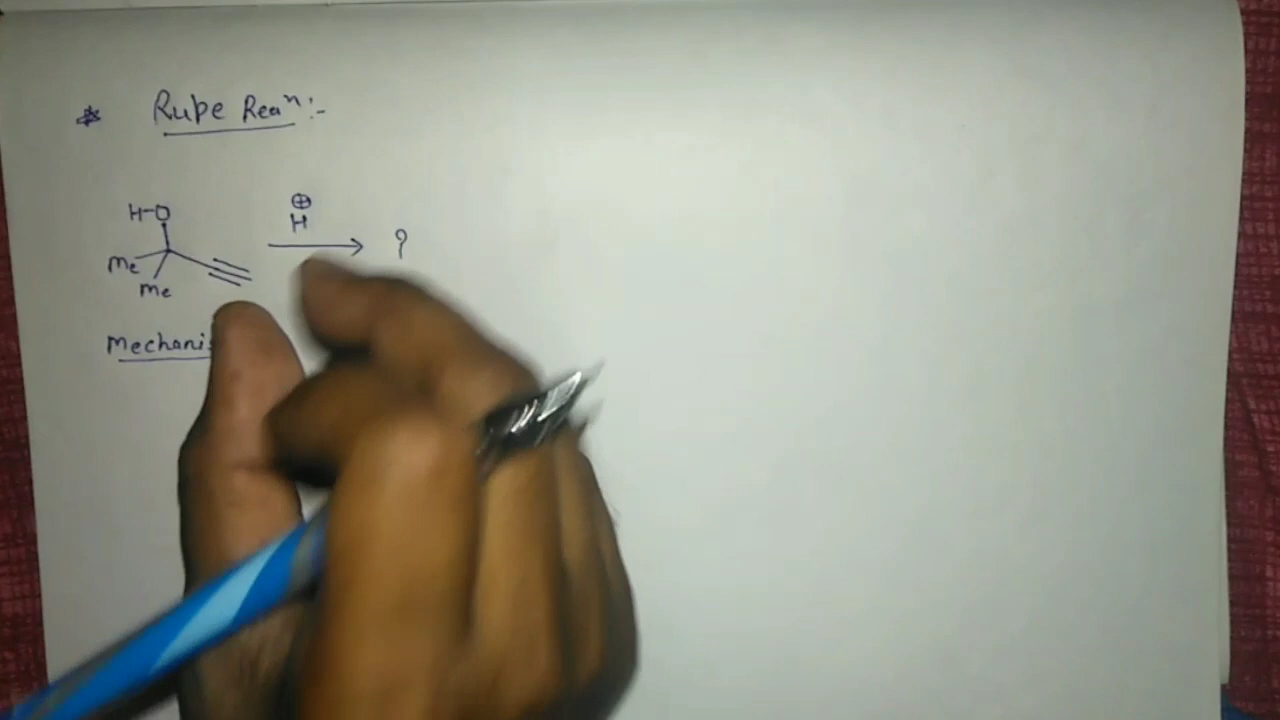 * Rupe Reaⁿ :-
H-O
⊕
H
?
Me
Me